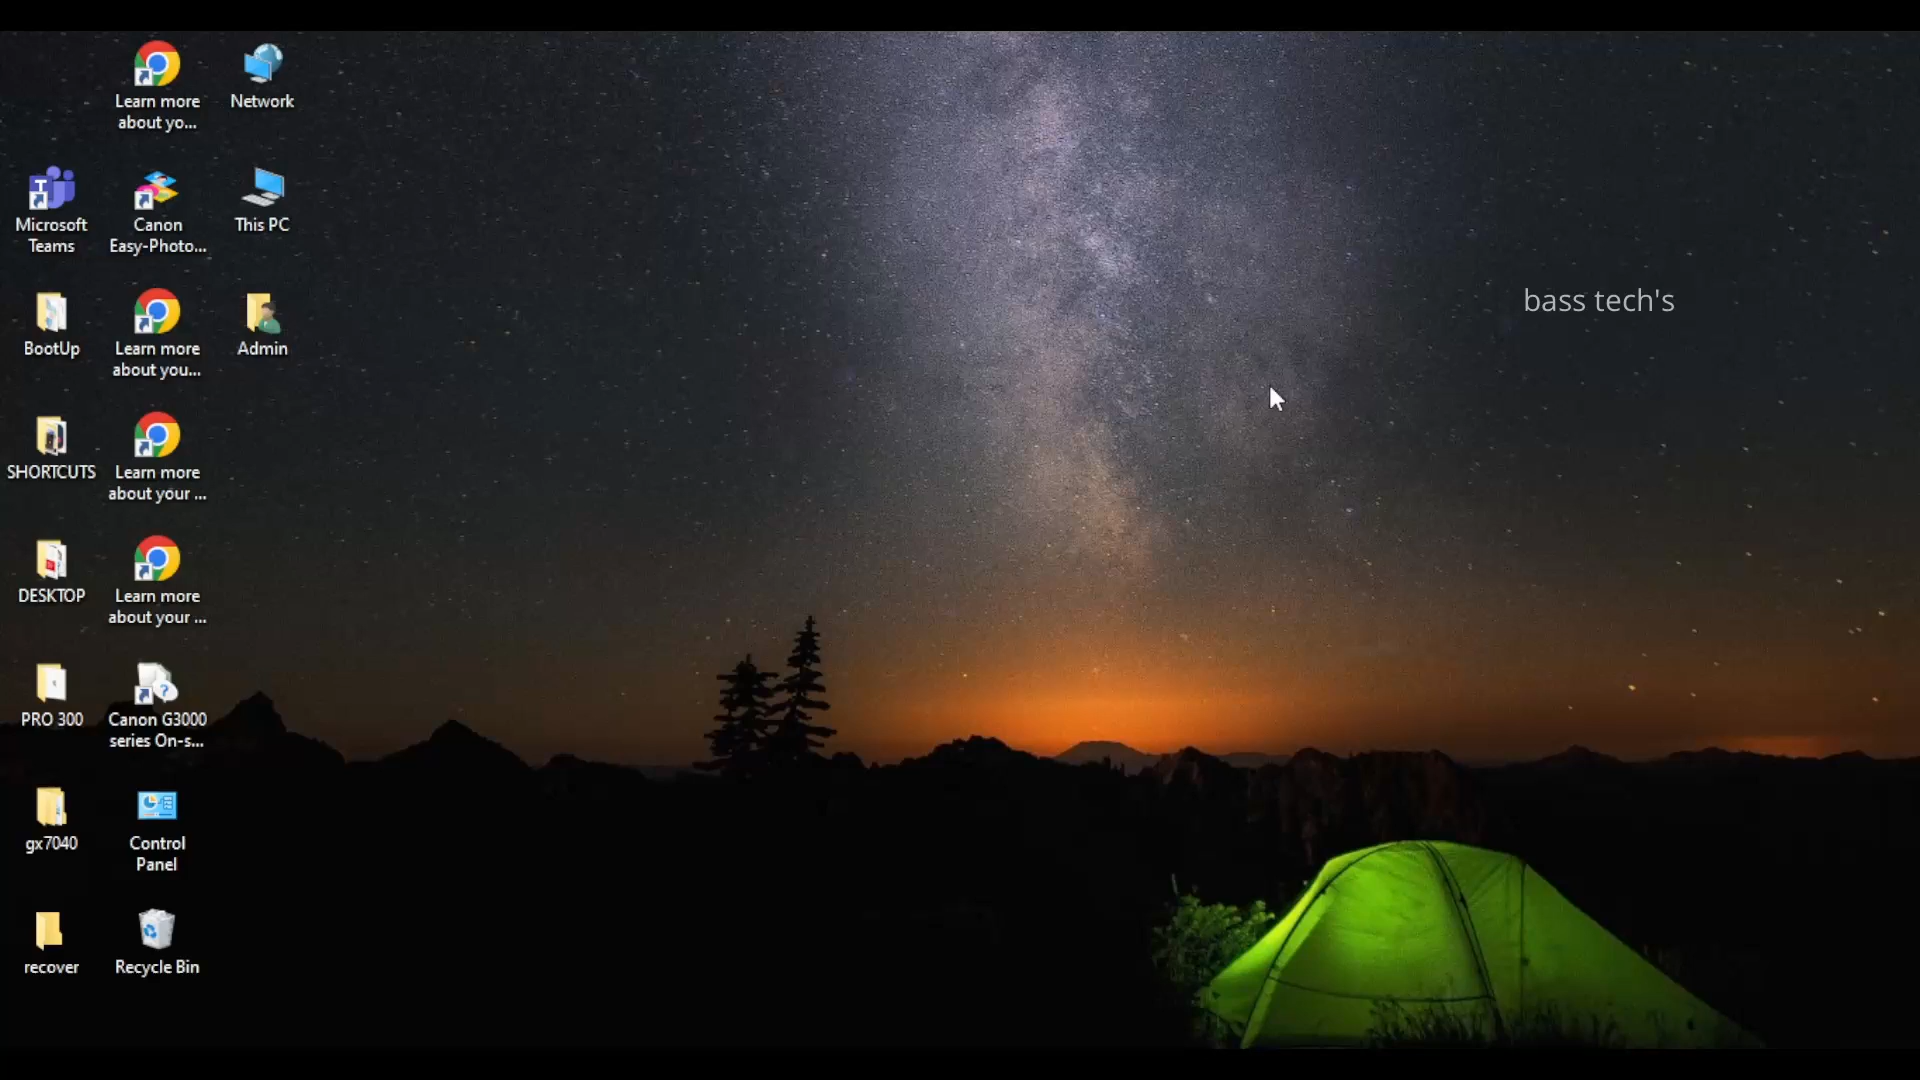 Learn more
about yo...
Network
Microsoft
Teams
Canon
Easy-Photo...
This PC
BootUp
Learn more
about you...
Admin
bass tech's
SHORTCUTS
Learn more
about your ...
DESKTOP
Learn more
about your ...
PRO 300
Canon G3000
series On-s...
gx7040
Control
Panel
recover
Recycle Bin